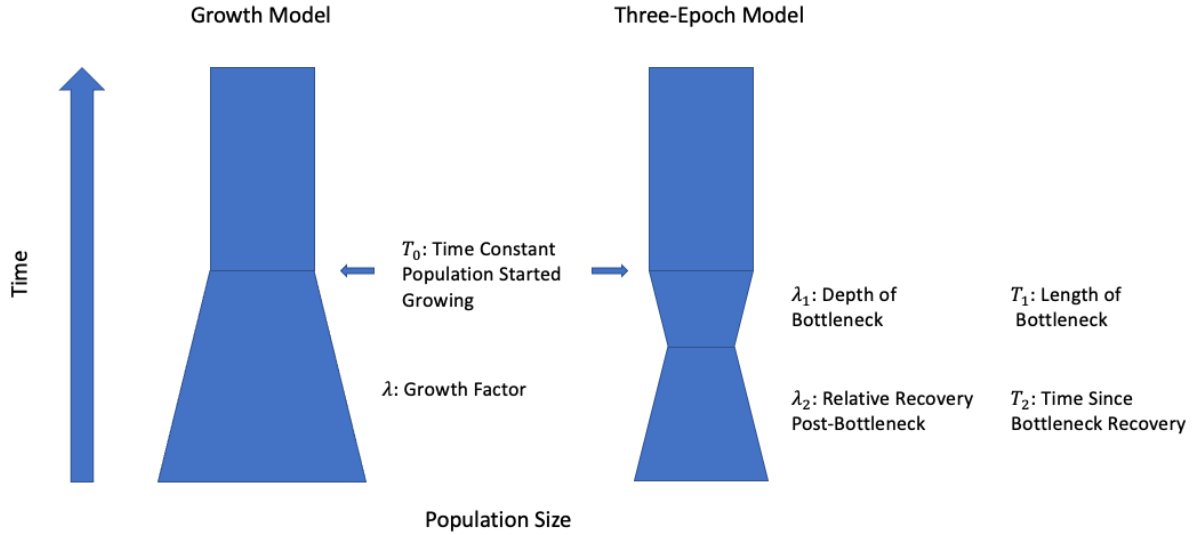 Growth Model
Three-Epoch Model
Time
T₀: Time Constant
Population Started
Growing
λ₁: Depth of
Bottleneck
T₁: Length of
Bottleneck
λ: Growth Factor
λ₂: Relative Recovery
Post-Bottleneck
T₂: Time Since
Bottleneck Recovery
Population Size